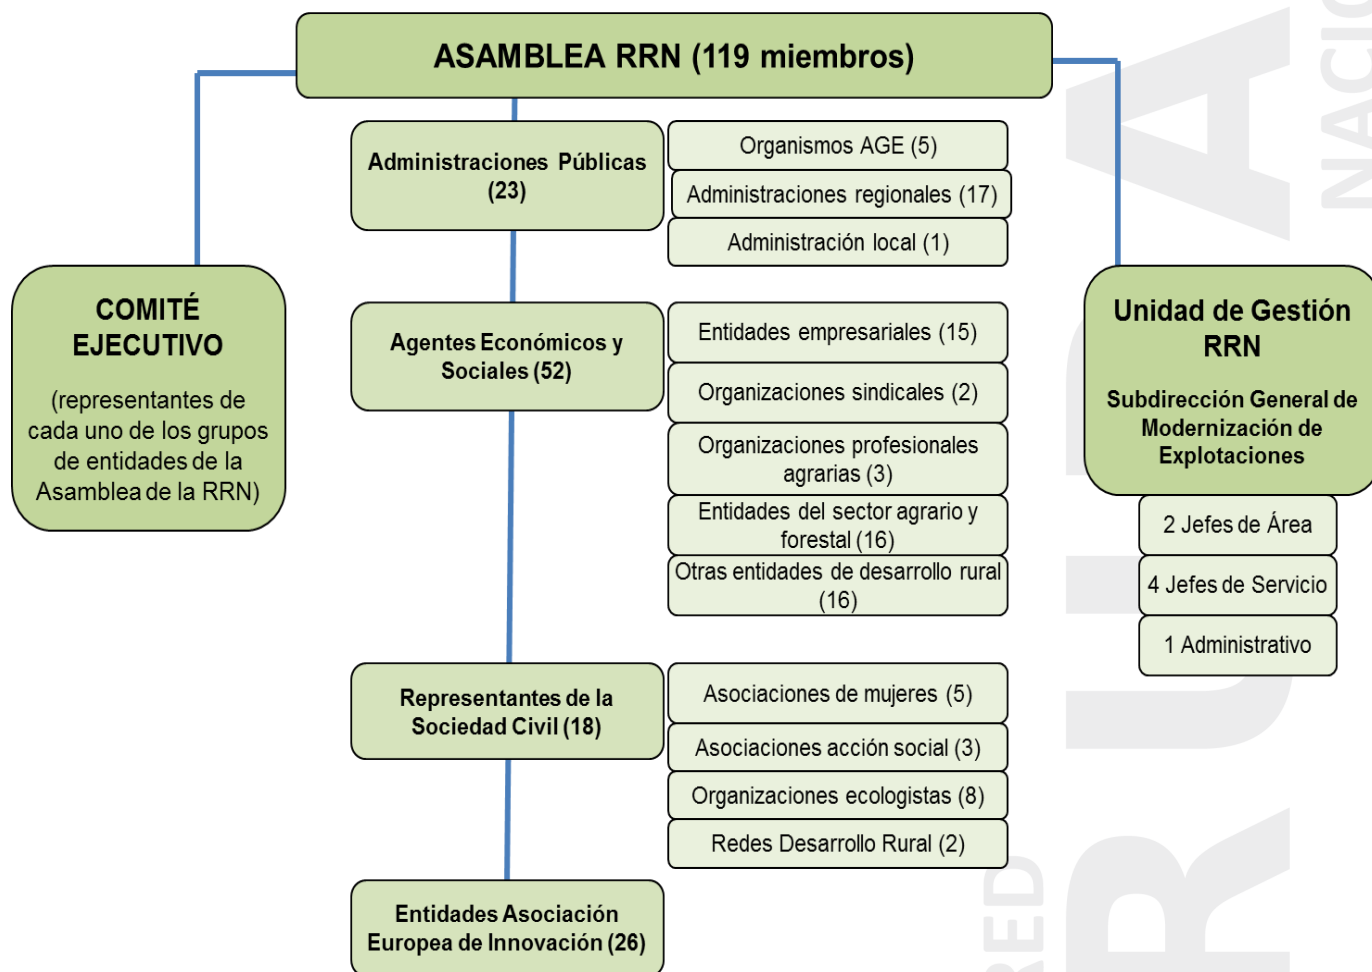 ASAMBLEA RRN (119 miembros)
Administraciones Públicas
(23)
Organismos AGE (5)
Administraciones regionales (17)
Administración local (1)
COMITÉ
EJECUTIVO
(representantes de
cada uno de los grupos
de entidades de la
Asamblea de la RRN)
Agentes Económicos y
Sociales (52)
Entidades empresariales (15)
Organizaciones sindicales (2)
Organizaciones profesionales
agrarias (3)
Entidades del sector agrario y
forestal (16)
Otras entidades de desarrollo rural
(16)
Representantes de la
Sociedad Civil (18)
Asociaciones de mujeres (5)
Asociaciones acción social (3)
Organizaciones ecologistas (8)
Redes Desarrollo Rural (2)
Entidades Asociación
Europea de Innovación (26)
Unidad de Gestión
RRN
Subdirección General de
Modernización de
Explotaciones
2 Jefes de Área
4 Jefes de Servicio
1 Administrativo
RED